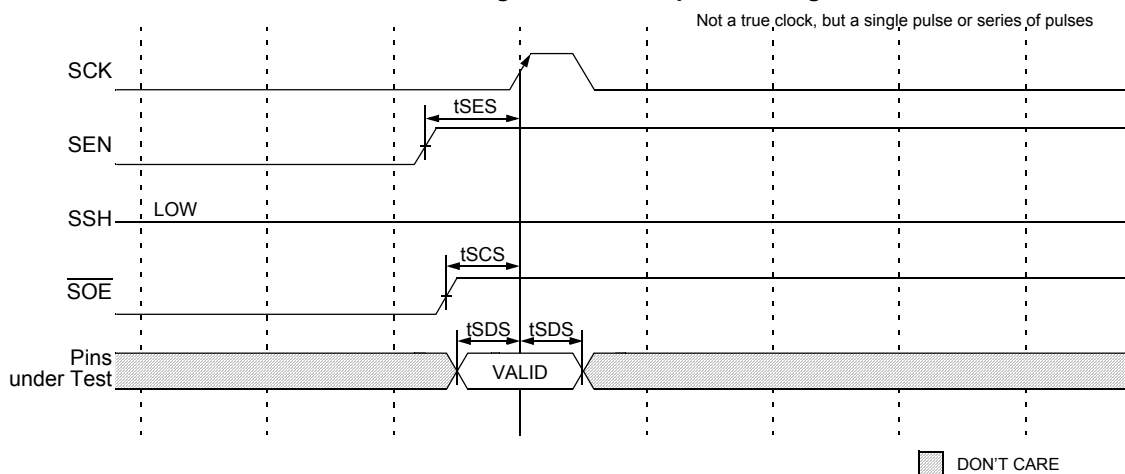 Not a true clock, but a single pulse or series of pulses
SCK
tSES
SEN
LOW
SSH
tSCS
SOE
tSDS tSDS
Pins
under Test
VALID
DON'T CARE